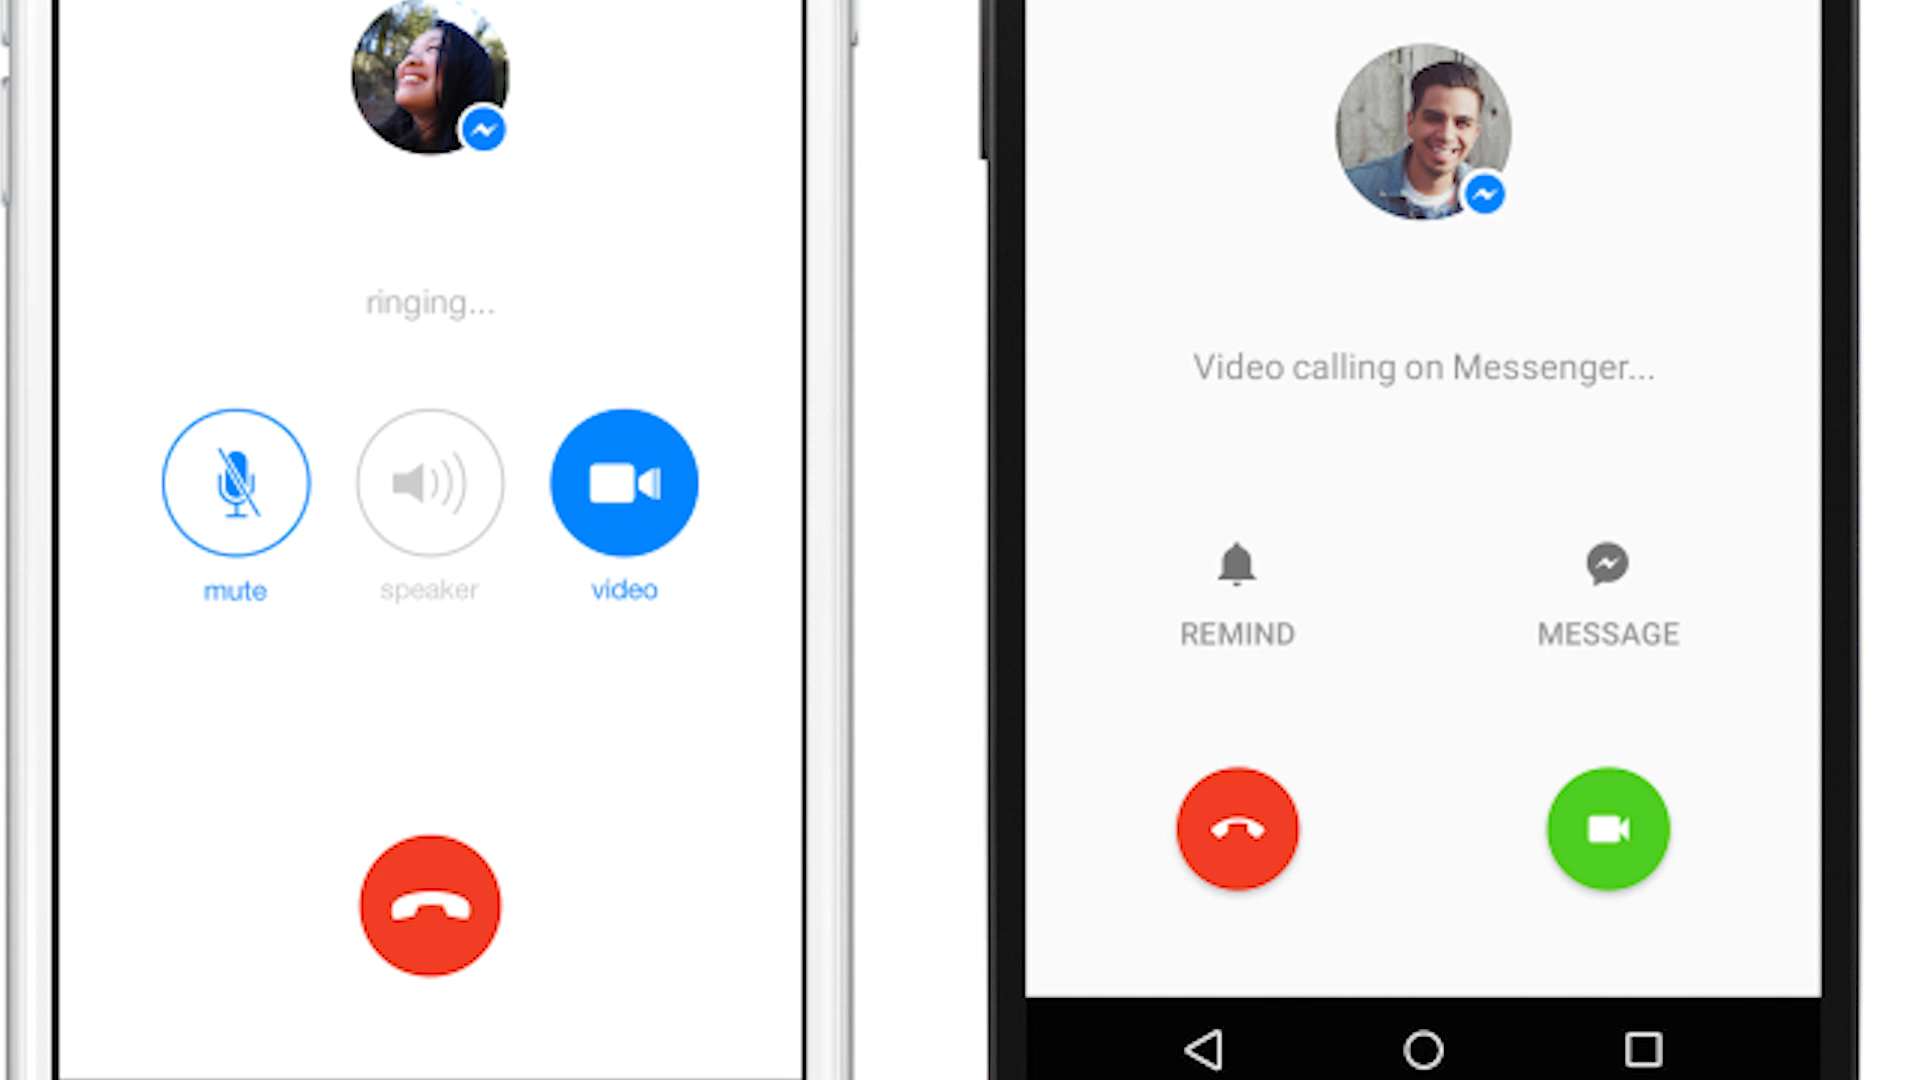 ringing...
mute
speaker
video
Video calling on Messenger...
REMIND
MESSAGE